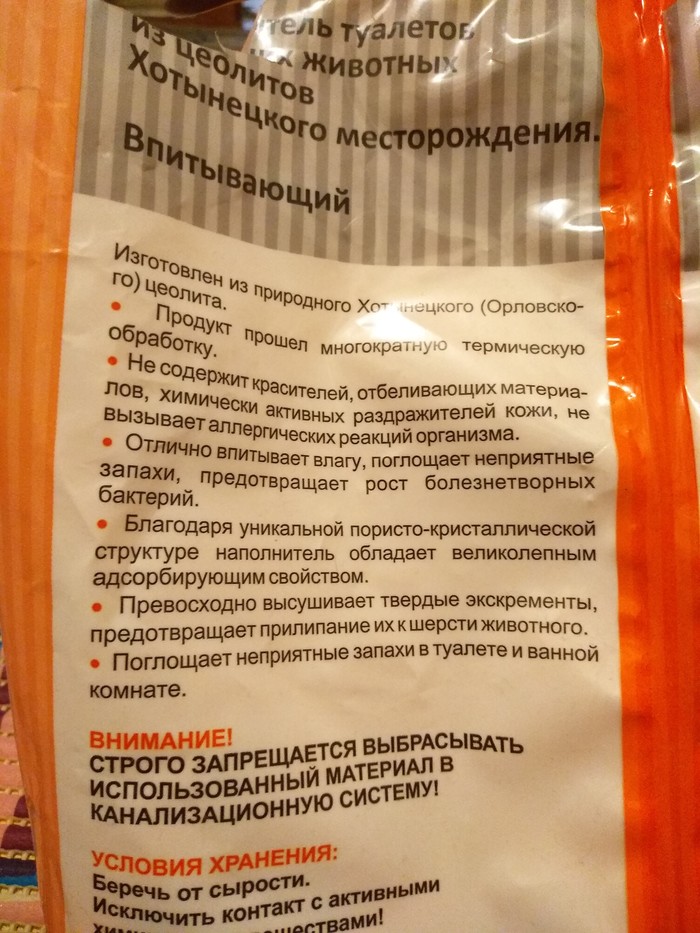 туалетов
из цеолитов животных
Хотынецкого месторождения.
Впитывающий
Изготовлен из природного Хотынецкого (Орловско-
го) цеолита.
• Продукт прошел многократную термическую
обработку.
• Не содержит красителей, отбеливающих материа-
лов, химически активных раздражителей кожи, не
вызывает аллергических реакций организма.
• Отлично впитывает влагу, поглощает неприятные
запахи, предотвращает рост болезнетворных
бактерий.
• Благодаря уникальной пористо-кристаллической
структуре наполнитель обладает великолепным
адсорбирующим свойством.
• Превосходно высушивает твердые экскременты,
предотвращает прилипание их к шерсти животного.
• Поглощает неприятные запахи в туалете и ванной
комнате.
ВНИМАНИЕ!
СТРОГО ЗАПРЕЩАЕТСЯ ВЫБРАСЫВАТЬ
ИСПОЛЬЗОВАННЫЙ МАТЕРИАЛ В
КАНАЛИЗАЦИОННУЮ СИСТЕМУ!
УСЛОВИЯ ХРАНЕНИЯ:
Беречь от сырости.
Исключить контакт с активными